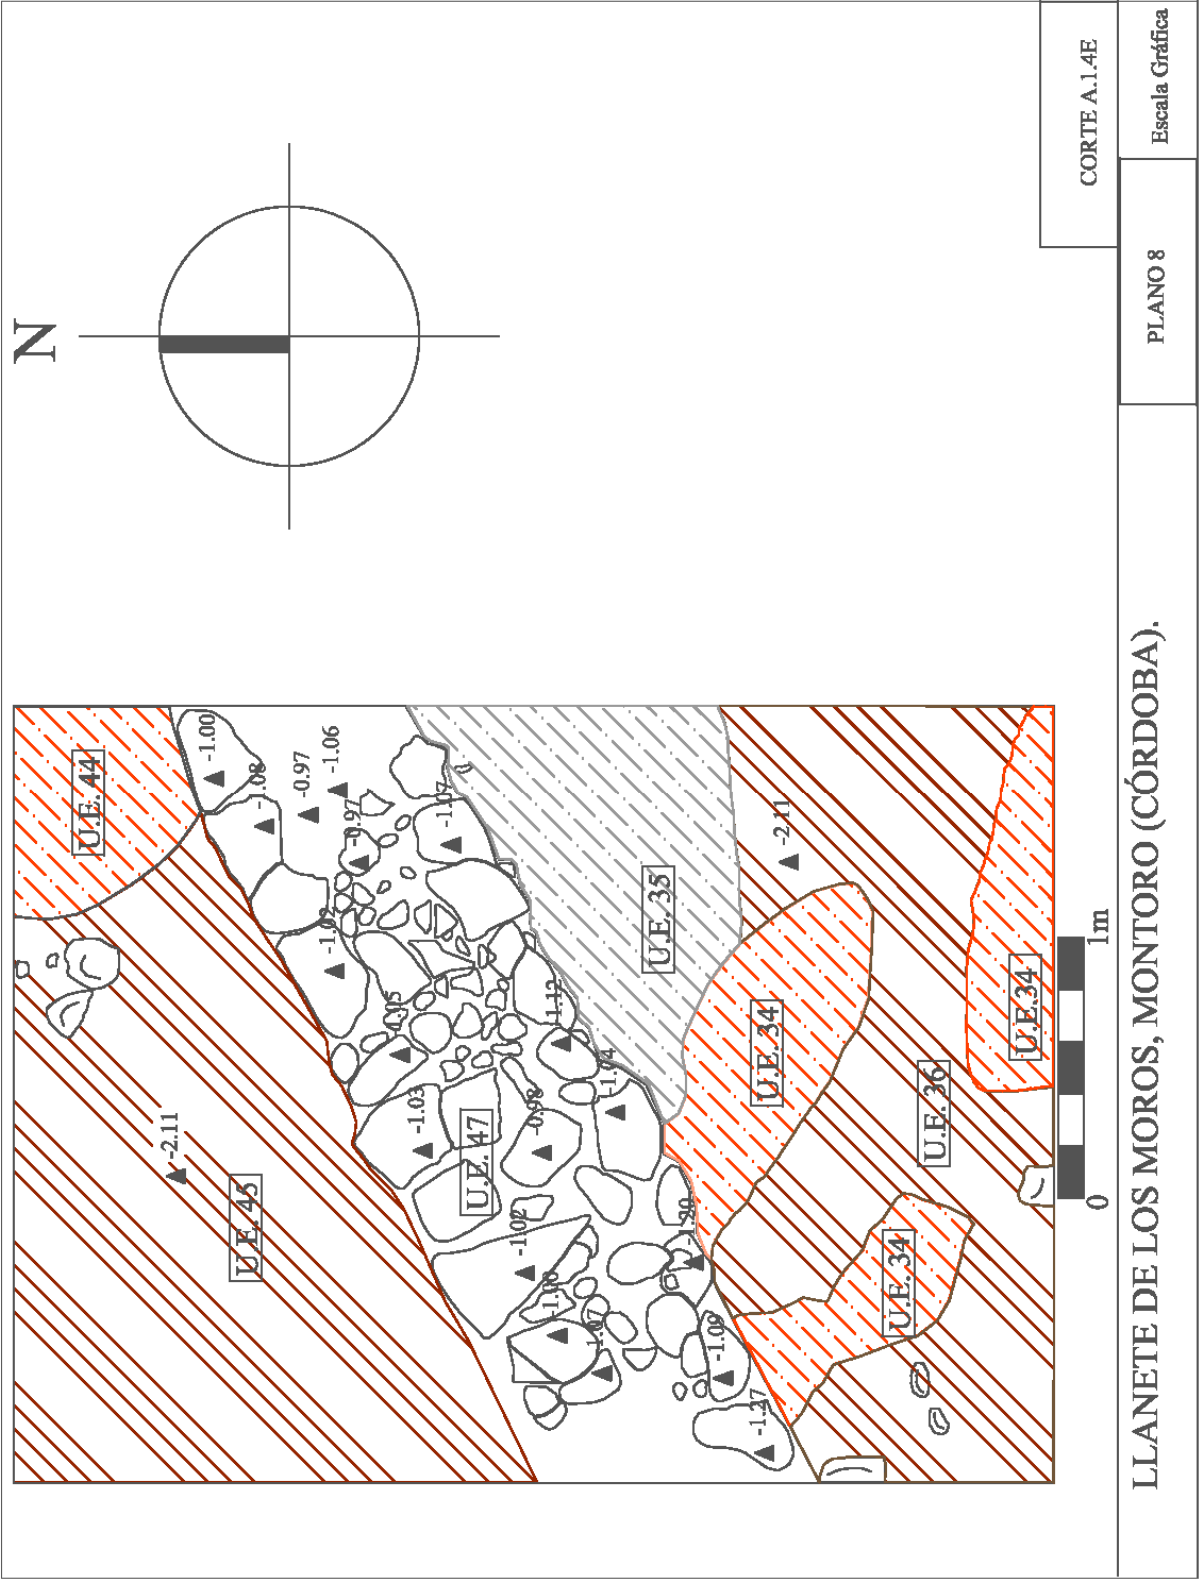 N
U.E. 44
-1.00
-1.08
-0.97
-1.06
-0.97
-1.07
-1.02
-2.11
U.E. 45
-1.03
U.E. 47
1.12
-1.04
-0.98
-1.02
-1.06
1.07
-1.20
-1.09
-1.27
U.E. 35
-2.11
U.E. 34
U.E.34
U.E. 36
U.E. 34
0
1m
CORTE A.1.4E
PLANO 8
Escala Gráfica
LLANETE DE LOS MOROS, MONTORO (CÓRDOBA).